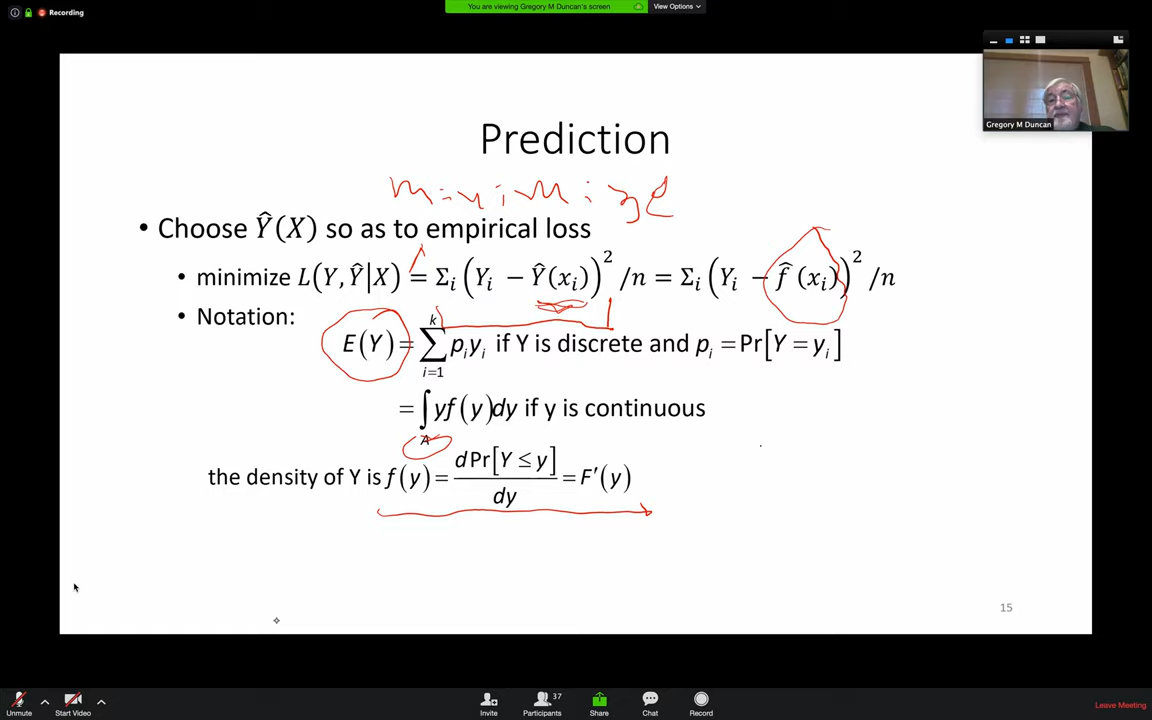 Recording
You are viewing Gregory M Duncan's screen
View Options
Gregory M Duncan
Prediction
minimize
• Choose Ŷ(X) so as to empirical loss
• minimize L(Y, Ŷ|X) = Σᵢ (Yᵢ − Ŷ(xᵢ))² /n = Σᵢ (Yᵢ − f̂ (xᵢ))² /n
• Notation:
E(Y) = ∑_{i=1}^{k} pᵢyᵢ if Y is discrete and pᵢ = Pr[Y = yᵢ]
= ∫_A yf(y)dy if y is continuous
the density of Y is f(y) = dPr[Y ≤ y]/dy = F′(y)
15
Unmute
Start Video
Invite
37
Participants
Share
Chat
Record
Leave Meeting